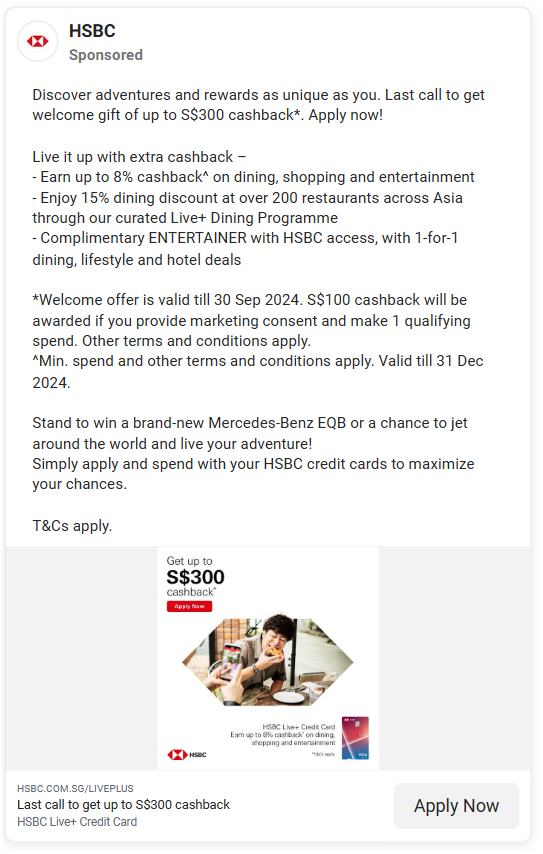 HSBC
Sponsored
Discover adventures and rewards as unique as you. Last call to get
welcome gift of up to S$300 cashback*. Apply now!
Live it up with extra cashback –
- Earn up to 8% cashback^ on dining, shopping and entertainment
- Enjoy 15% dining discount at over 200 restaurants across Asia
through our curated Live+ Dining Programme
- Complimentary ENTERTAINER with HSBC access, with 1-for-1
dining, lifestyle and hotel deals
*Welcome offer is valid till 30 Sep 2024. S$100 cashback will be
awarded if you provide marketing consent and make 1 qualifying
spend. Other terms and conditions apply.
^Min. spend and other terms and conditions apply. Valid till 31 Dec
2024.
Stand to win a brand-new Mercedes-Benz EQB or a chance to jet
around the world and live your adventure!
Simply apply and spend with your HSBC credit cards to maximize
your chances.
T&Cs apply.
Get up to
S$300
cashback*
Apply Now
HSBC Live+ Credit Card
Earn up to 8% cashback^ on dining,
shopping and entertainment
*T&Cs apply
HSBC
VISA
HSBC.COM.SG/LIVEPLUS
Last call to get up to S$300 cashback
HSBC Live+ Credit Card
Apply Now